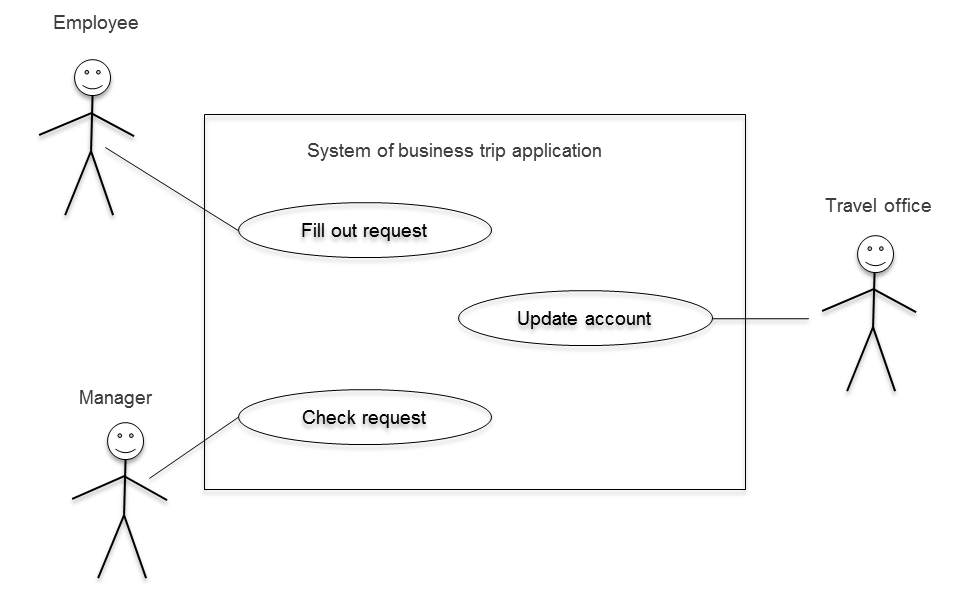 Employee
System of business trip application
Travel office
Fill out request
Update account
Manager
Check request